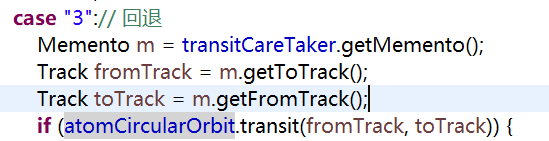 case "3":// 回退
Memento m = transitCareTaker.getMemento();
Track fromTrack = m.getToTrack();
Track toTrack = m.getFromTrack();
if (atomCircularOrbit.transit(fromTrack, toTrack)) {